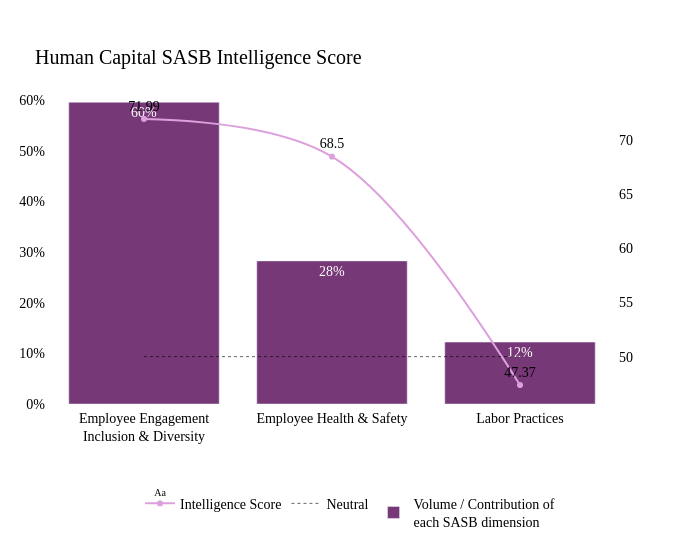 Human Capital SASB Intelligence Score
60%
50%
40%
30%
20%
10%
0%
71.99
60%
68.5
28%
12%
47.37
70
65
60
55
50
Employee Engagement
Inclusion & Diversity
Employee Health & Safety
Labor Practices
Aa
Intelligence Score
Neutral
Volume / Contribution of
each SASB dimension